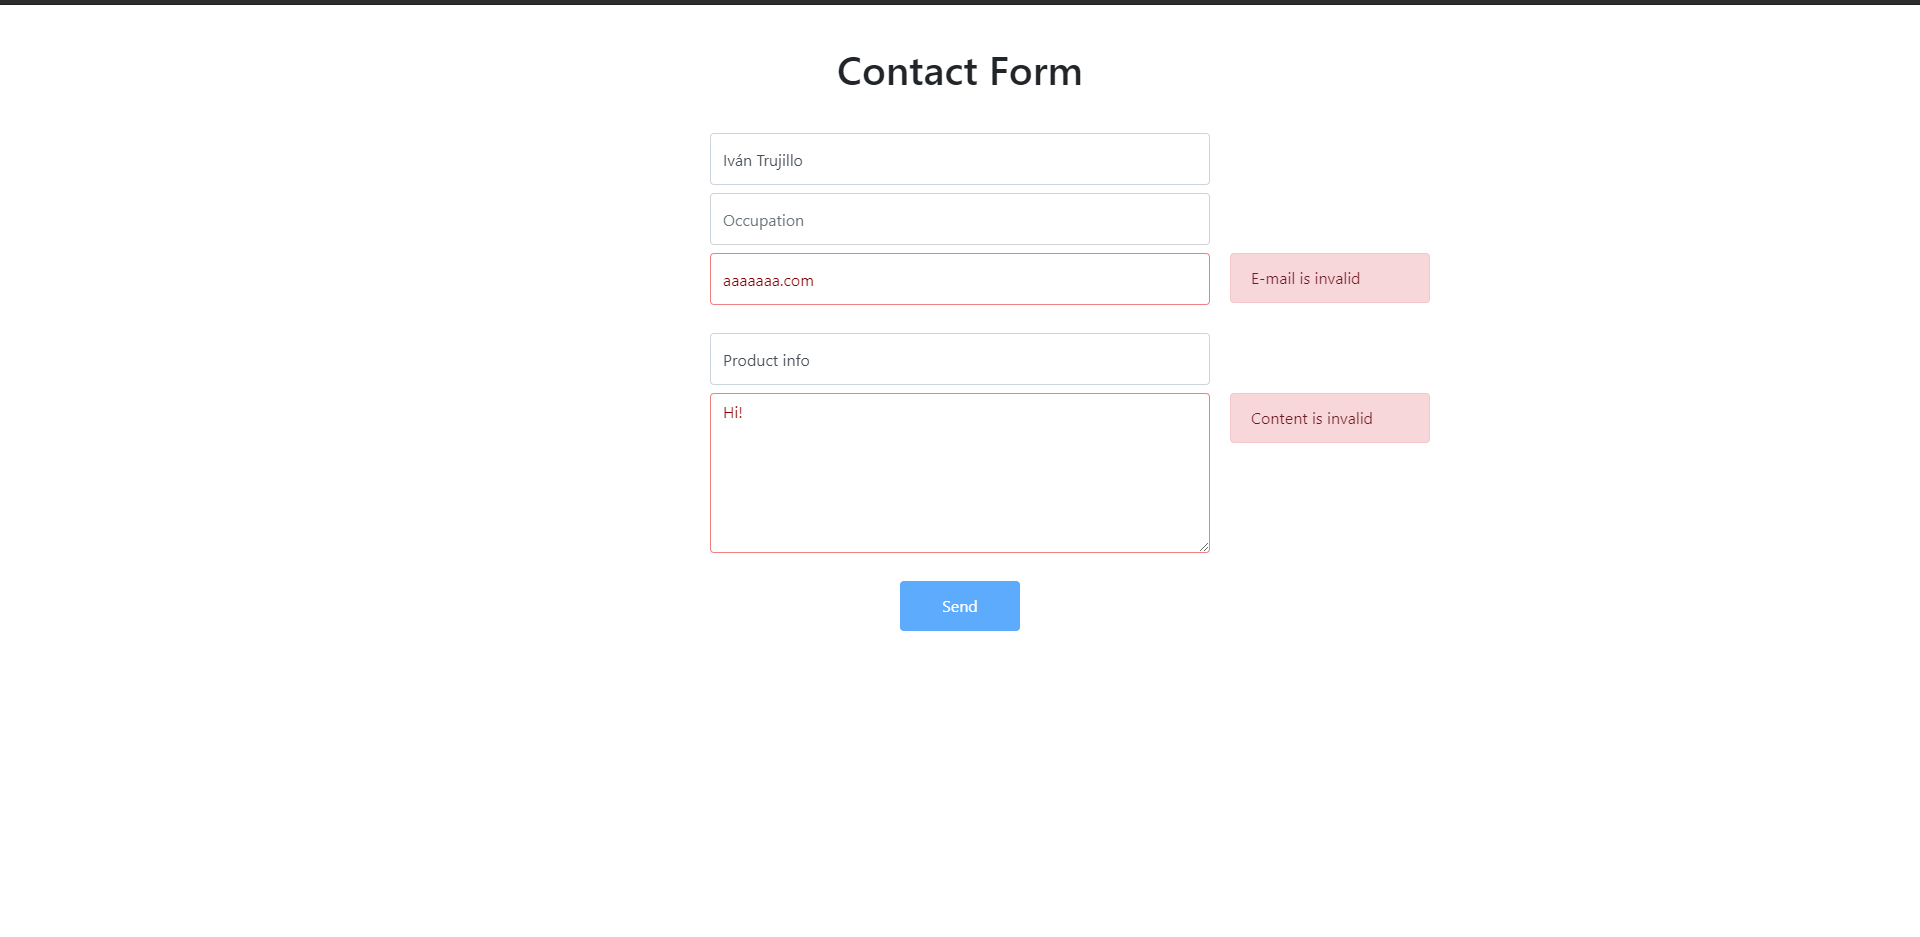 Contact Form
Iván Trujillo
Occupation
aaaaaaa.com
E-mail is invalid
Product info
Hi!
Content is invalid
Send